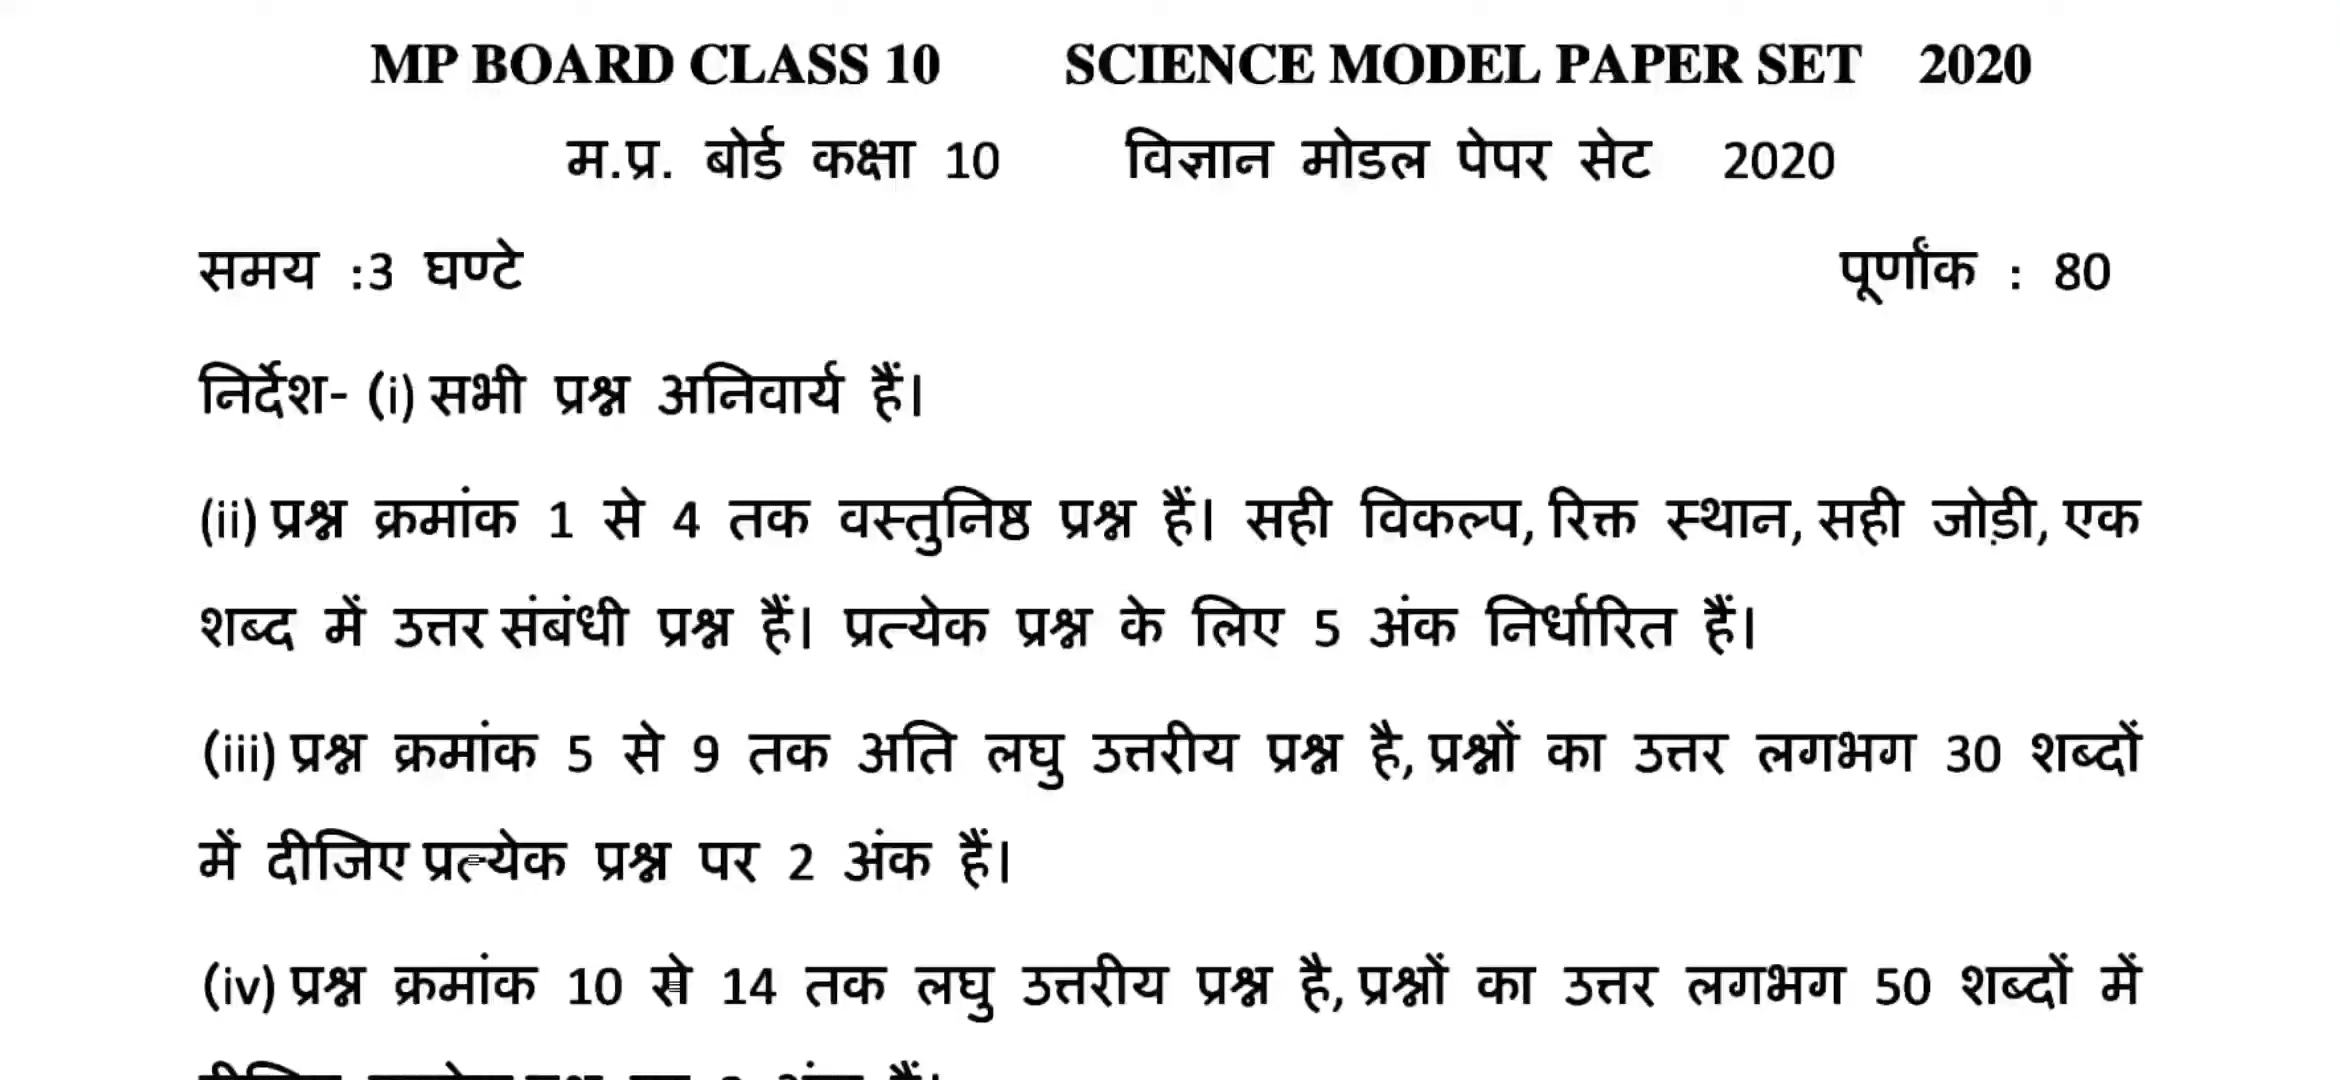 MP BOARD CLASS 10 SCIENCE MODEL PAPER SET 2020
म.प्र. बोर्ड कक्षा 10 विज्ञान मोडल पेपर सेट 2020
समय :3 घण्टे पूर्णांक : 80
निर्देश- (i) सभी प्रश्न अनिवार्य हैं।
(ii) प्रश्न क्रमांक 1 से 4 तक वस्तुनिष्ठ प्रश्न हैं। सही विकल्प, रिक्त स्थान, सही जोड़ी, एक
शब्द में उत्तर संबंधी प्रश्न हैं। प्रत्येक प्रश्न के लिए 5 अंक निर्धारित हैं।
(iii) प्रश्न क्रमांक 5 से 9 तक अति लघु उत्तरीय प्रश्न है, प्रश्नों का उत्तर लगभग 30 शब्दों
में दीजिए प्रत्येक प्रश्न पर 2 अंक हैं।
(iv) प्रश्न क्रमांक 10 से 14 तक लघु उत्तरीय प्रश्न है, प्रश्नों का उत्तर लगभग 50 शब्दों में